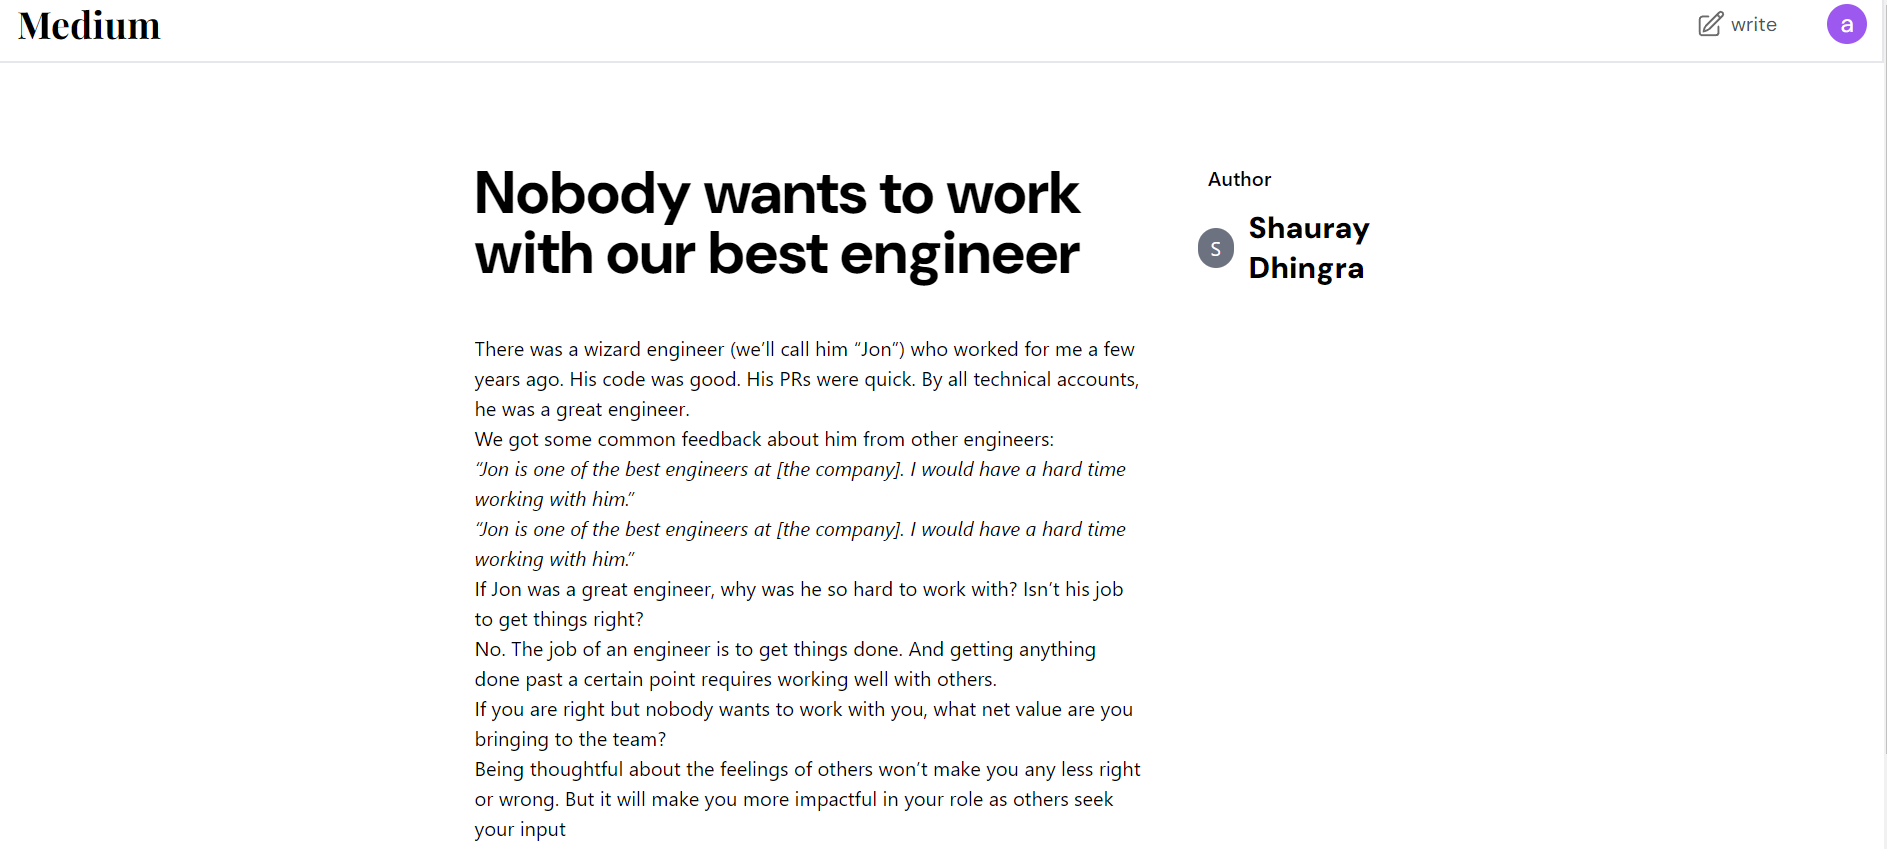 Medium
write
a
Nobody wants to work
with our best engineer
Author
S
Shauray
Dhingra
There was a wizard engineer (we’ll call him “Jon”) who worked for me a few
years ago. His code was good. His PRs were quick. By all technical accounts,
he was a great engineer.
We got some common feedback about him from other engineers:
“Jon is one of the best engineers at [the company]. I would have a hard time
working with him.”
“Jon is one of the best engineers at [the company]. I would have a hard time
working with him.”
If Jon was a great engineer, why was he so hard to work with? Isn’t his job
to get things right?
No. The job of an engineer is to get things done. And getting anything
done past a certain point requires working well with others.
If you are right but nobody wants to work with you, what net value are you
bringing to the team?
Being thoughtful about the feelings of others won’t make you any less right
or wrong. But it will make you more impactful in your role as others seek
your input